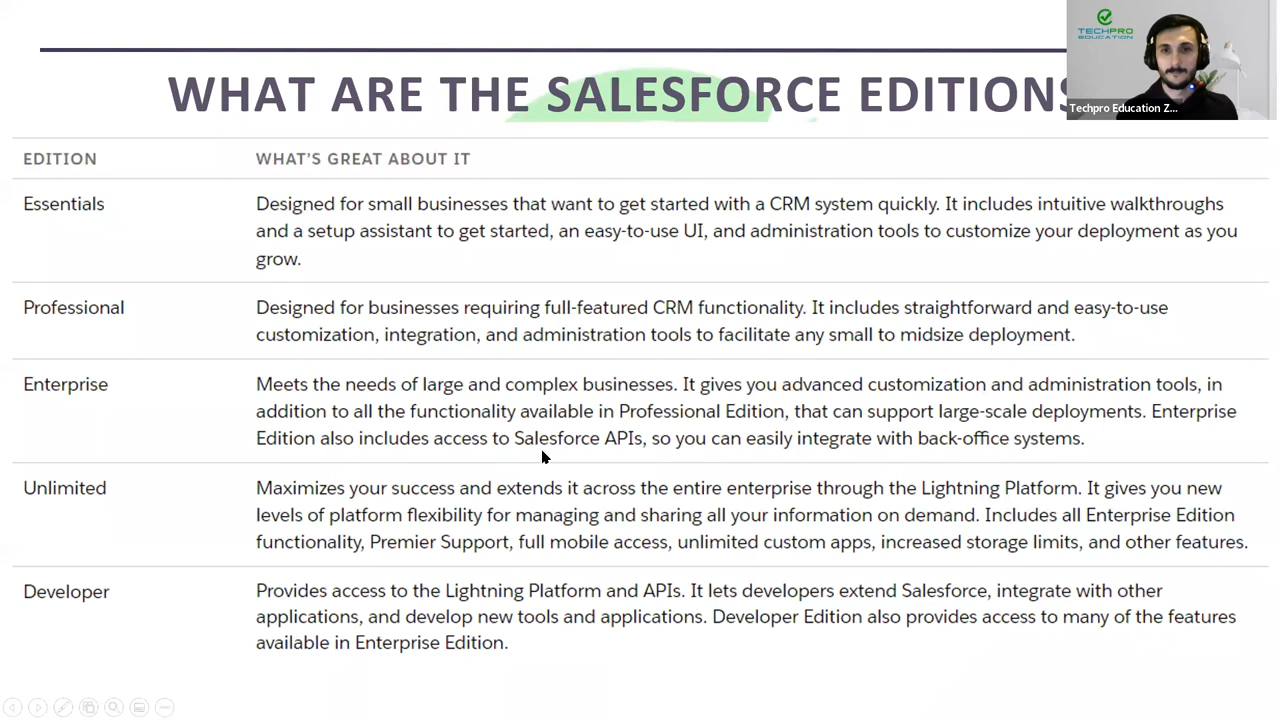 WHAT ARE THE SALESFORCE EDITIONS
TECHPRO
EDUCATION
Techpro Education Z...
EDITION WHAT'S GREAT ABOUT IT
Essentials Designed for small businesses that want to get started with a CRM system quickly. It includes intuitive walkthroughs
and a setup assistant to get started, an easy-to-use UI, and administration tools to customize your deployment as you
grow.
Professional Designed for businesses requiring full-featured CRM functionality. It includes straightforward and easy-to-use
customization, integration, and administration tools to facilitate any small to midsize deployment.
Enterprise Meets the needs of large and complex businesses. It gives you advanced customization and administration tools, in
addition to all the functionality available in Professional Edition, that can support large-scale deployments. Enterprise
Edition also includes access to Salesforce APIs, so you can easily integrate with back-office systems.
Unlimited Maximizes your success and extends it across the entire enterprise through the Lightning Platform. It gives you new
levels of platform flexibility for managing and sharing all your information on demand. Includes all Enterprise Edition
functionality, Premier Support, full mobile access, unlimited custom apps, increased storage limits, and other features.
Developer Provides access to the Lightning Platform and APIs. It lets developers extend Salesforce, integrate with other
applications, and develop new tools and applications. Developer Edition also provides access to many of the features
available in Enterprise Edition.